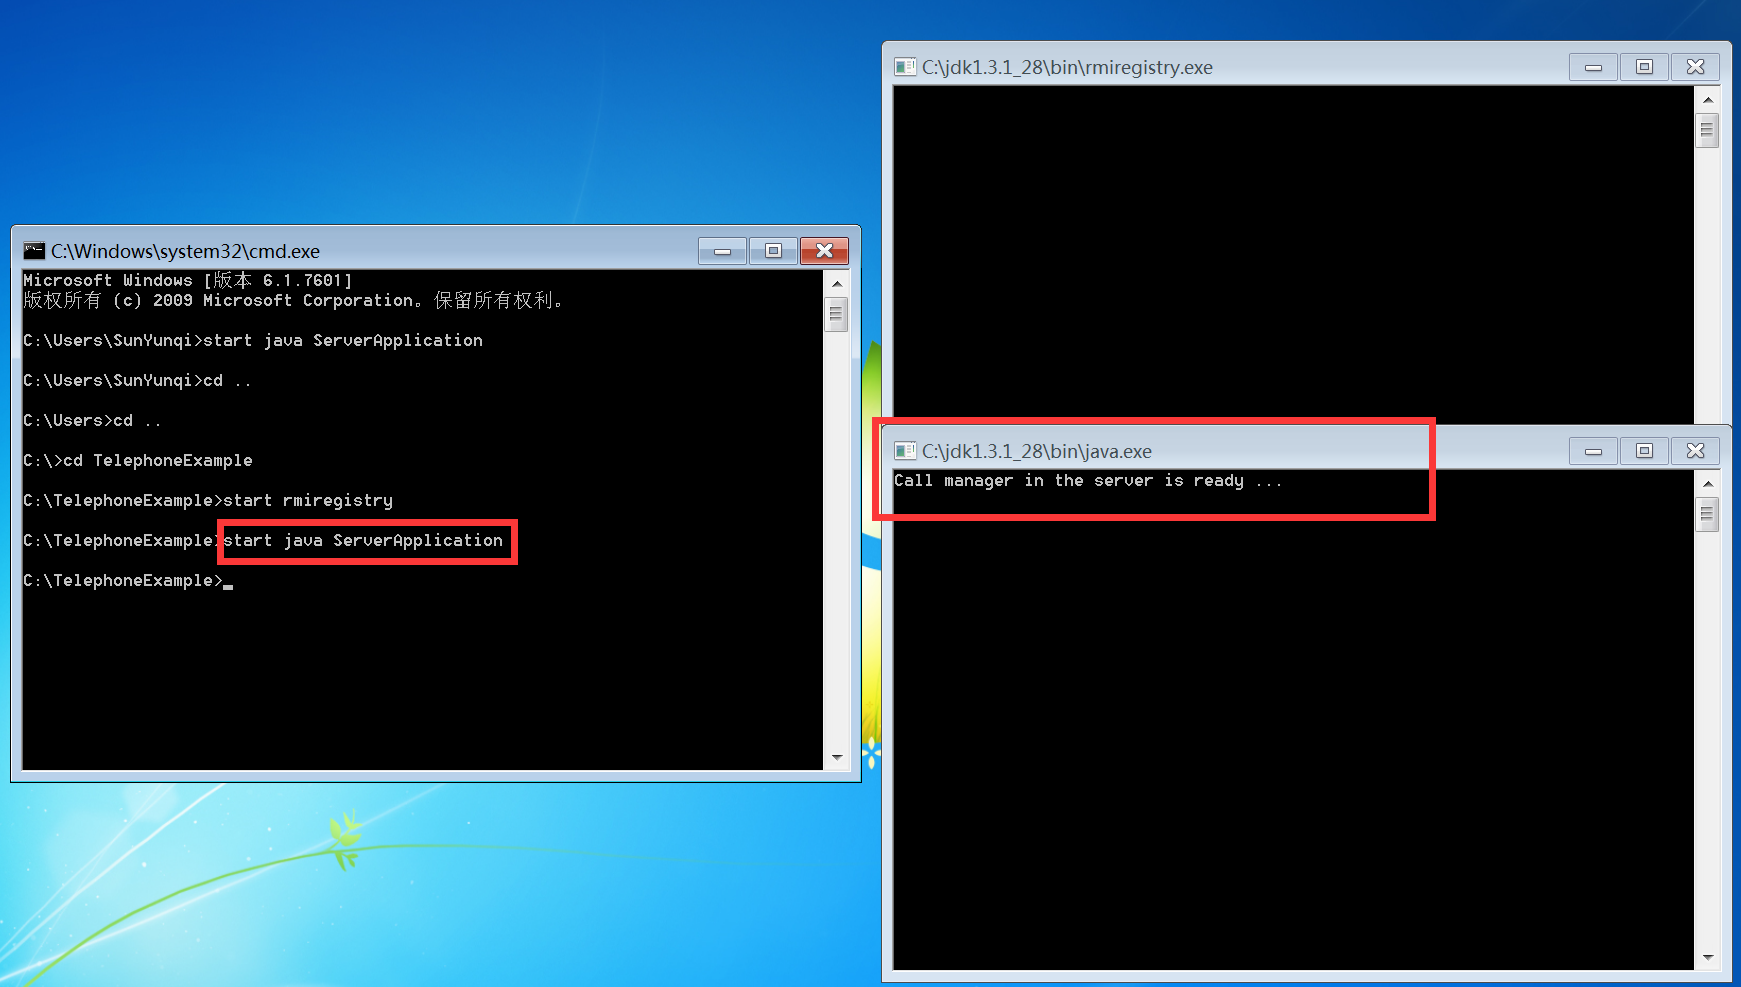 C:\Windows\system32\cmd.exe
Microsoft Windows [版本 6.1.7601]
版权所有 (c) 2009 Microsoft Corporation。保留所有权利。
C:\Users\SunYunqi>start java ServerApplication
C:\Users\SunYunqi>cd ..
C:\Users>cd ..
C:\>cd TelephoneExample
C:\TelephoneExample>start rmiregistry
C:\TelephoneExample>start java ServerApplication
C:\TelephoneExample>_
C:\jdk1.3.1_28\bin\rmiregistry.exe
C:\jdk1.3.1_28\bin\java.exe
Call manager in the server is ready ...